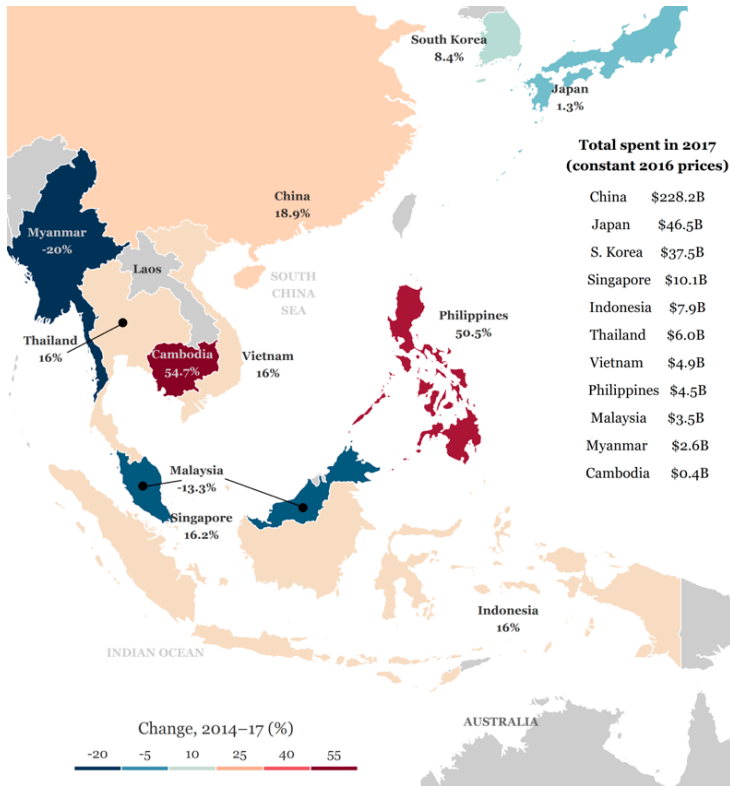 South Korea
8.4%
Japan
1.3%
Total spent in 2017
(constant 2016 prices)
China $228.2B
Japan $46.5B
S. Korea $37.5B
Singapore $10.1B
Indonesia $7.9B
Thailand $6.0B
Vietnam $4.9B
Philippines $4.5B
Malaysia $3.5B
Myanmar $2.6B
Cambodia $0.4B
China
18.9%
Myanmar
-20%
Laos
SOUTH
CHINA
SEA
Thailand
16%
Cambodia
54.7%
Vietnam
16%
Philippines
50.5%
Malaysia
-13.3%
Singapore
16.2%
Indonesia
16%
INDIAN OCEAN
AUSTRALIA
Change, 2014–17 (%)
-20 -5 10 25 40 55